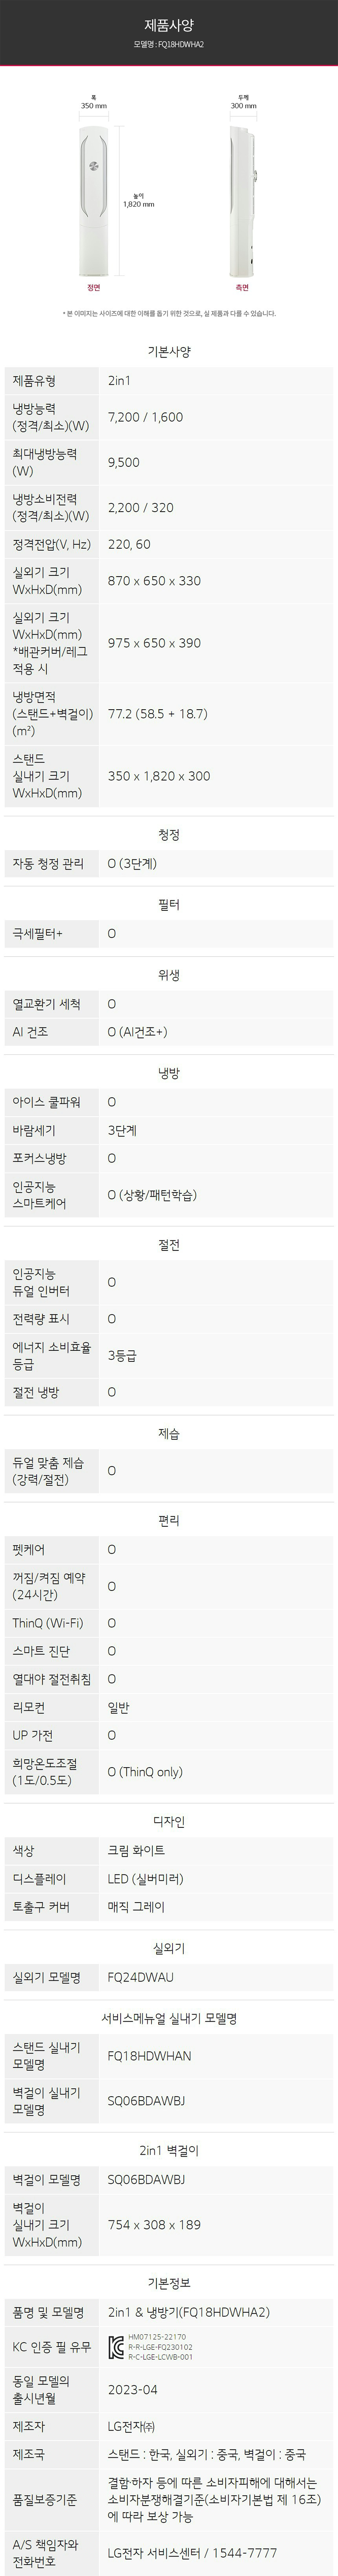 제품사양
모델명 : FQ18HDWHA2
폭
350 mm
두께
300 mm
높이
1,820 mm
정면
측면
* 본 이미지는 사이즈에 대한 이해를 돕기 위한 것으로, 실 제품과 다를 수 있습니다.
기본사양
제품유형
2in1
냉방능력
(정격/최소)(W)
7,200 / 1,600
최대냉방능력
(W)
9,500
냉방소비전력
(정격/최소)(W)
2,200 / 320
정격전압(V, Hz)
220, 60
실외기 크기
WxHxD(mm)
870 x 650 x 330
실외기 크기
WxHxD(mm)
*배관커버/레그
적용 시
975 x 650 x 390
냉방면적
(스탠드+벽걸이)
(m²)
77.2 (58.5 + 18.7)
스탠드
실내기 크기
WxHxD(mm)
350 x 1,820 x 300
청정
자동 청정 관리
O (3단계)
필터
극세필터+
O
위생
열교환기 세척
O
AI 건조
O (AI건조+)
냉방
아이스 쿨파워
O
바람세기
3단계
포커스냉방
O
인공지능
스마트케어
O (상황/패턴학습)
절전
인공지능
듀얼 인버터
O
전력량 표시
O
에너지 소비효율
등급
3등급
절전 냉방
O
제습
듀얼 맞춤 제습
(강력/절전)
O
편리
펫케어
O
꺼짐/켜짐 예약
(24시간)
O
ThinQ (Wi-Fi)
O
스마트 진단
O
열대야 절전취침
O
리모컨
일반
UP 가전
O
희망온도조절
(1도/0.5도)
O (ThinQ only)
디자인
색상
크림 화이트
디스플레이
LED (실버미러)
토출구 커버
매직 그레이
실외기
실외기 모델명
FQ24DWAU
서비스메뉴얼 실내기 모델명
스탠드 실내기
모델명
FQ18HDWHAN
벽걸이 실내기
모델명
SQ06BDAWBJ
2in1 벽걸이
벽걸이 모델명
SQ06BDAWBJ
벽걸이
실내기 크기
WxHxD(mm)
754 x 308 x 189
기본정보
품명 및 모델명
2in1 & 냉방기(FQ18HDWHA2)
KC 인증 필 유무
HM07125-22170
R-R-LGE-FQ230102
R-C-LGE-LCWB-001
동일 모델의
출시년월
2023-04
제조자
LG전자㈜
제조국
스탠드 : 한국, 실외기 : 중국, 벽걸이 : 중국
품질보증기준
결함·하자 등에 따른 소비자피해에 대해서는
소비자분쟁해결기준(소비자기본법 제 16조)
에 따라 보상 가능
A/S 책임자와
전화번호
LG전자 서비스센터 / 1544-7777